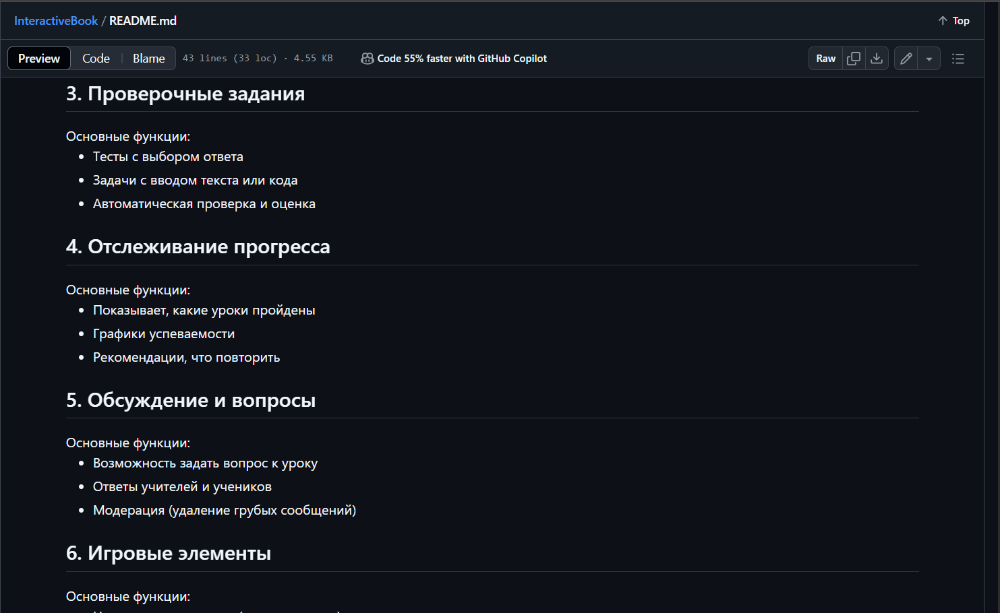 InteractiveBook / README.md
Top
Preview Code Blame 43 lines (33 loc) · 4.55 KB Code 55% faster with GitHub Copilot Raw
3. Проверочные задания
Основные функции:
Тесты с выбором ответа
Задачи с вводом текста или кода
Автоматическая проверка и оценка
4. Отслеживание прогресса
Основные функции:
Показывает, какие уроки пройдены
Графики успеваемости
Рекомендации, что повторить
5. Обсуждение и вопросы
Основные функции:
Возможность задать вопрос к уроку
Ответы учителей и учеников
Модерация (удаление грубых сообщений)
6. Игровые элементы
Основные функции: